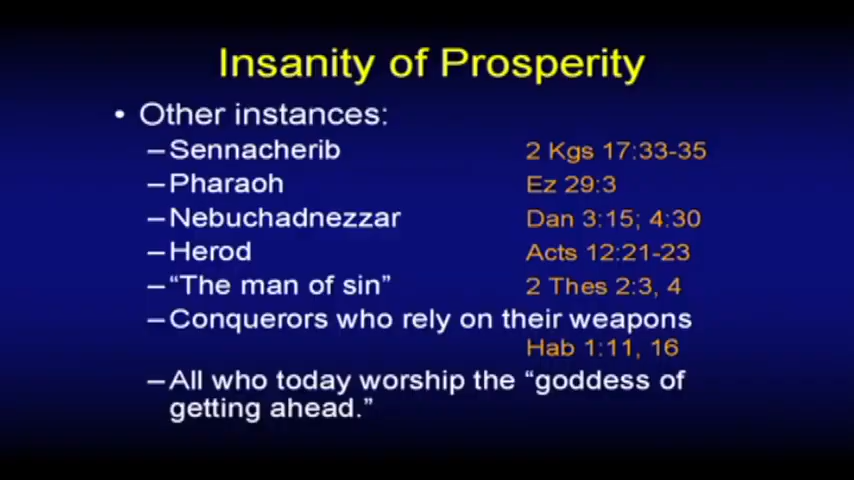 Insanity of Prosperity
• Other instances:
–Sennacherib 2 Kgs 17:33-35
–Pharaoh Ez 29:3
–Nebuchadnezzar Dan 3:15; 4:30
–Herod Acts 12:21-23
–“The man of sin” 2 Thes 2:3, 4
–Conquerors who rely on their weapons
Hab 1:11, 16
–All who today worship the “goddess of
getting ahead.”